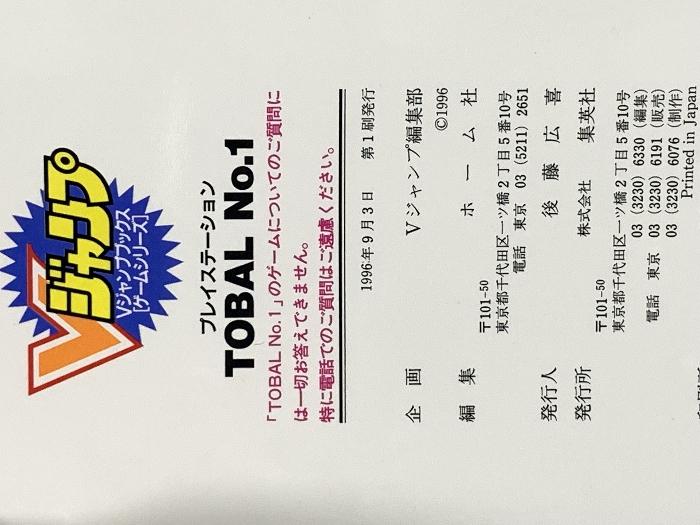 Vジャンプ
Vジャンプブックス
[ゲームシリーズ]
プレイステーション
TOBAL No.1
「TOBAL No.1」のゲームについてのご質問に
は一切お答えできません。
特に電話でのご質問はご遠慮ください。
1996年9月3日 第1刷発行
企画 Vジャンプ編集部
©1996
編集 ホーム社
〒101-50
東京都千代田区一ツ橋2丁目5番10号
電話 東京 03 (5211) 2651
発行人 後藤広喜
発行所 株式会社 集英社
〒101-50
東京都千代田区一ツ橋2丁目5番10号
03 (3230) 6330 (編集)
電話 東京 03 (3230) 6191 (販売)
03 (3230) 6076 (制作)
Printed in Japan